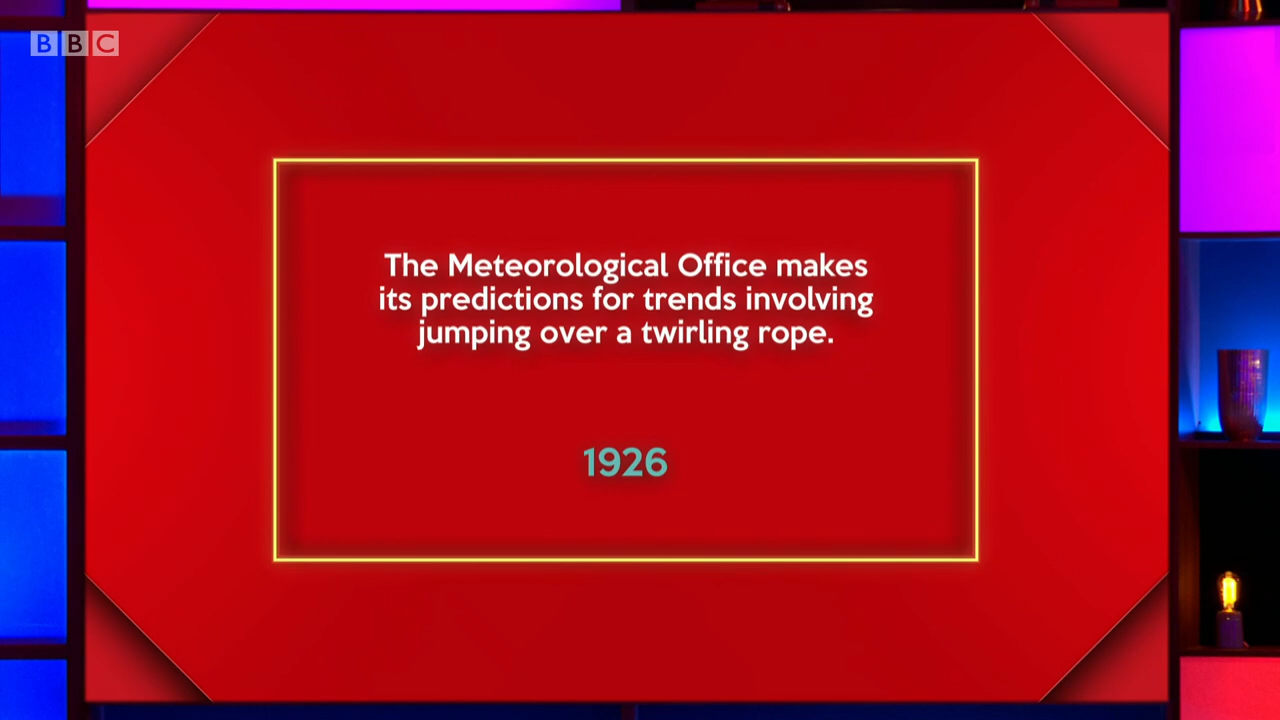 BBC
The Meteorological Office makes
its predictions for trends involving
jumping over a twirling rope.
1926